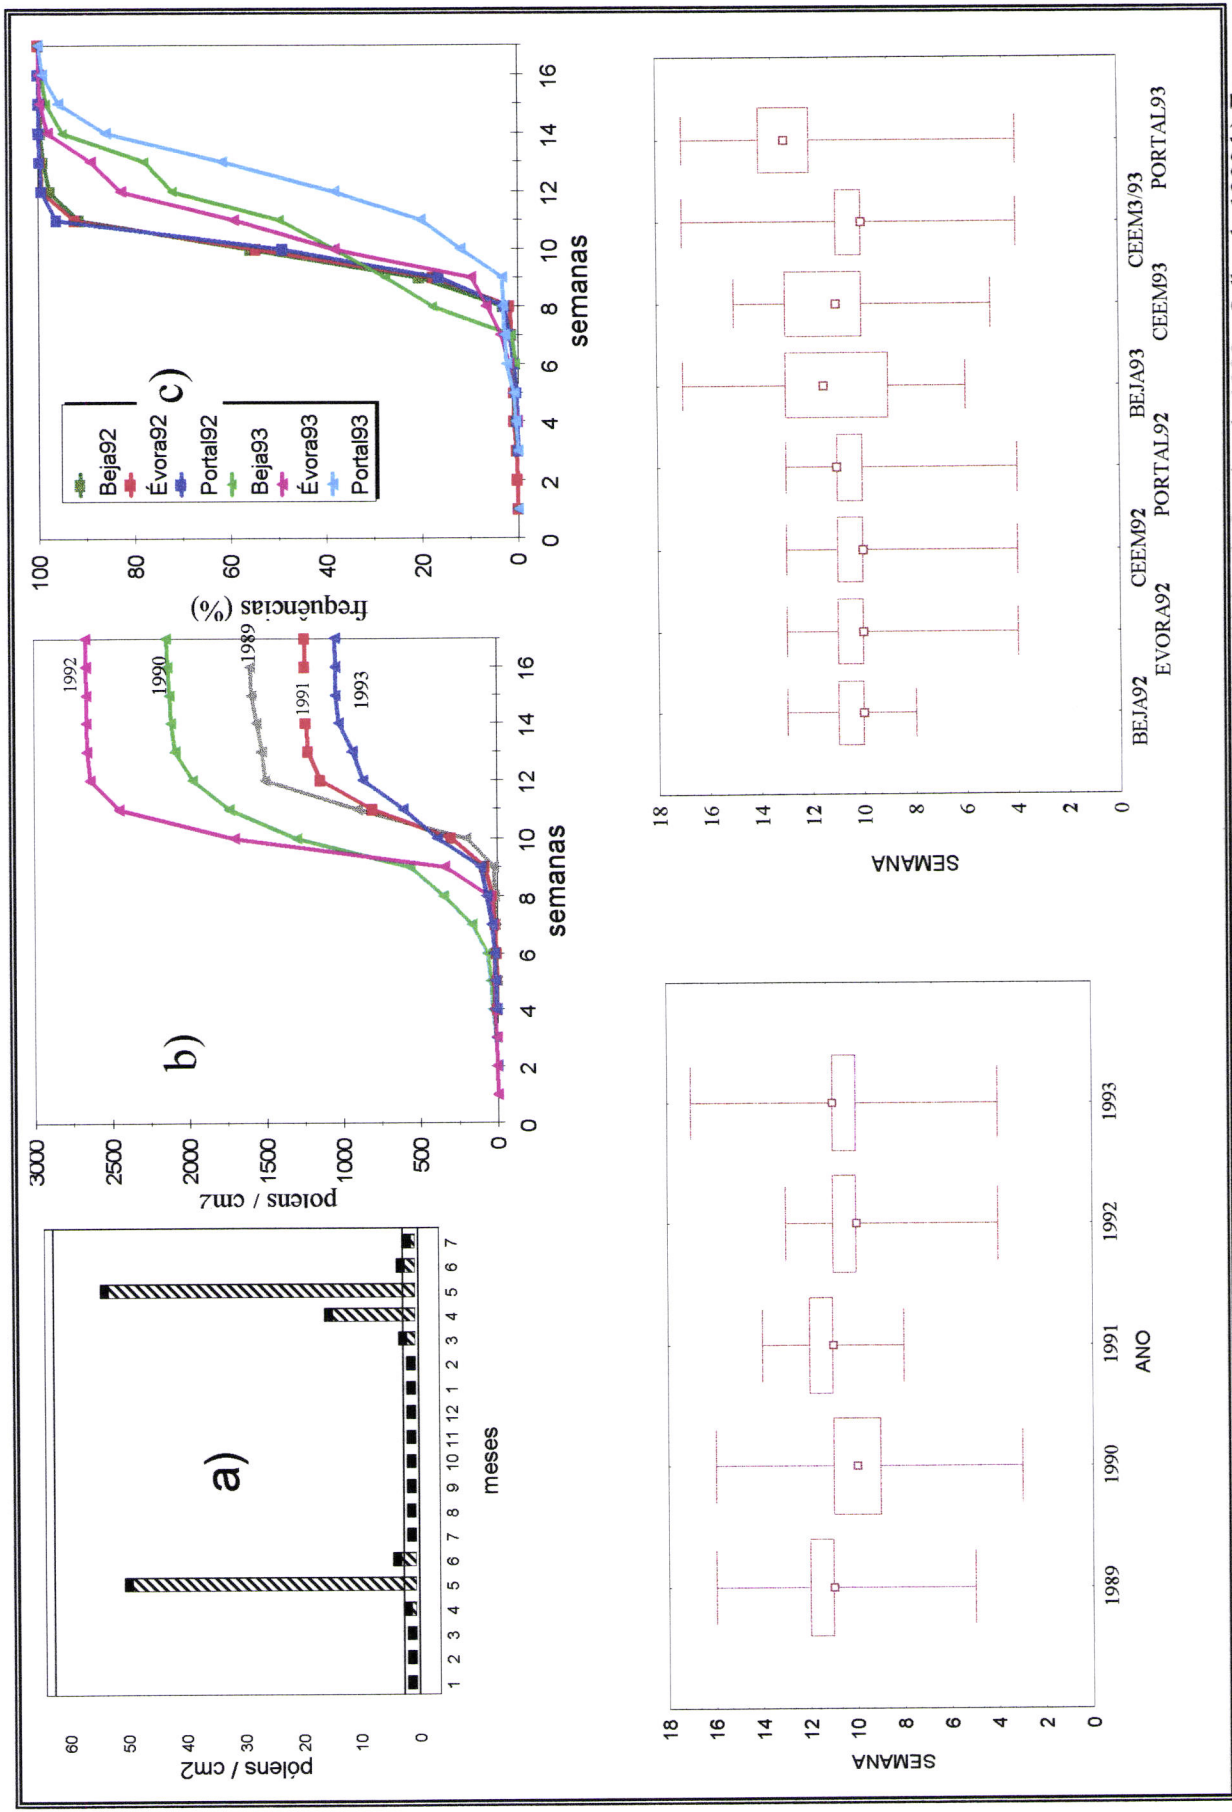 a)
pólens / cm2
60
50
40
30
20
10
0
1 2 3 4 5 6 7 8 9 10 11 12 1 2 3 4 5 6 7
meses
b)
polens / cm2
3000
2500
2000
1500
1000
500
0
0 2 4 6 8 10 12 14 16
semanas
1992
1990
1989
1991
1993
c)
frequências (%)
100
80
60
40
20
0
0 2 4 6 8 10 12 14 16
semanas
Beja92
Évora92
Portal92
Beja93
Évora93
Portal93
SEMANA
18
16
14
12
10
8
6
4
2
0
1989 1990 1991 1992 1993
ANO
SEMANA
18
16
14
12
10
8
6
4
2
0
BEJA92 EVORA92 CEEM92 PORTAL92 BEJA93 CEEM93 CEEM3/93 PORTAL93